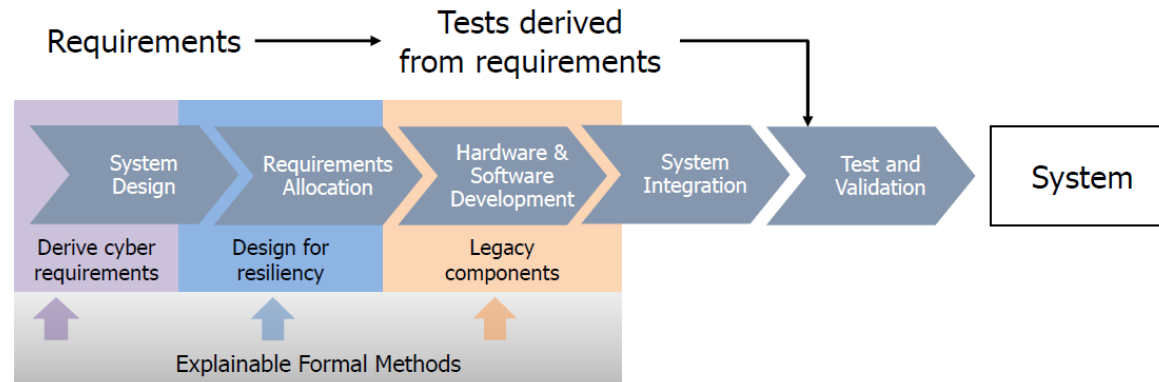 Requirements
Tests derived
from requirements
System
Design
Requirements
Allocation
Hardware &
Software
Development
System
Integration
Test and
Validation
System
Derive cyber
requirements
Design for
resiliency
Legacy
components
Explainable Formal Methods